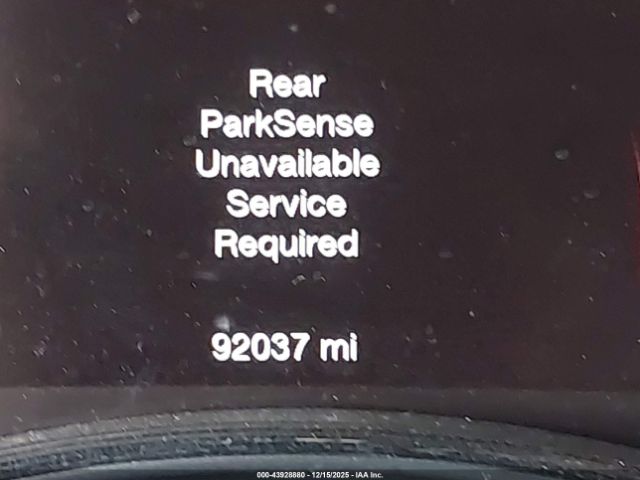 Rear
ParkSense
Unavailable
Service
Required
92037 mi
000-43928880 - 12/15/2025 - IAA Inc.